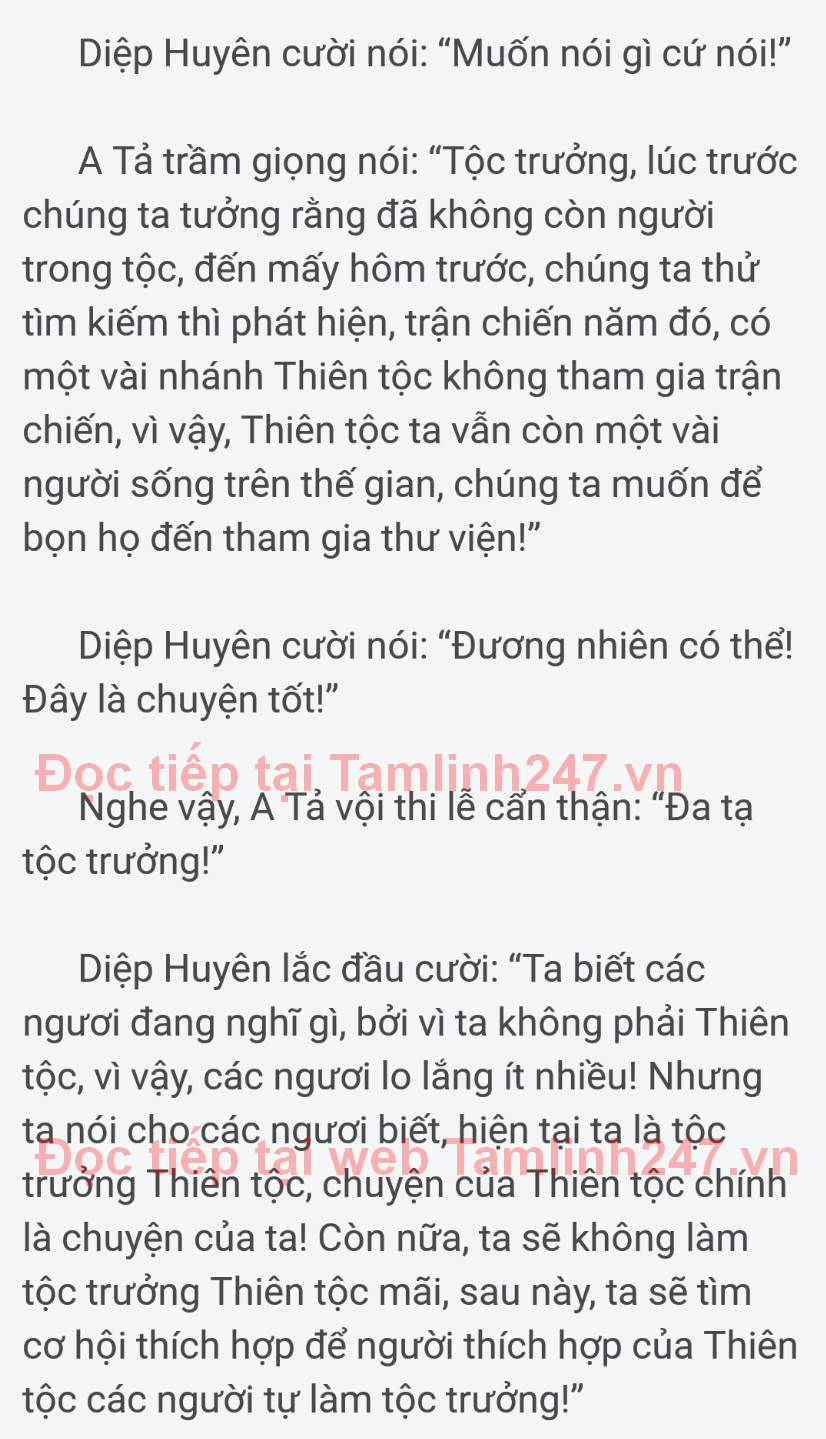 Diệp Huyên cười nói: “Muốn nói gì cứ nói!”
A Tả trầm giọng nói: “Tộc trưởng, lúc trước
chúng ta tưởng rằng đã không còn người
trong tộc, đến mấy hôm trước, chúng ta thử
tìm kiếm thì phát hiện, trận chiến năm đó, có
một vài nhánh Thiên tộc không tham gia trận
chiến, vì vậy, Thiên tộc ta vẫn còn một vài
người sống trên thế gian, chúng ta muốn để
bọn họ đến tham gia thư viện!”
Diệp Huyên cười nói: “Đương nhiên có thể!
Đây là chuyện tốt!”
Đọc tiếp tại Tamlinh247.vn
Nghe vậy, A Tả vội thi lễ cẩn thận: “Đa tạ
tộc trưởng!”
Diệp Huyên lắc đầu cười: “Ta biết các
ngươi đang nghĩ gì, bởi vì ta không phải Thiên
tộc, vì vậy, các ngươi lo lắng ít nhiều! Nhưng
ta nói cho các ngươi biết, hiện tại ta là tộc
Đọc tiếp tại web Tamlinh247.vn
trưởng Thiên tộc, chuyện của Thiên tộc chính
là chuyện của ta! Còn nữa, ta sẽ không làm
tộc trưởng Thiên tộc mãi, sau này, ta sẽ tìm
cơ hội thích hợp để người thích hợp của Thiên
tộc các người tự làm tộc trưởng!”